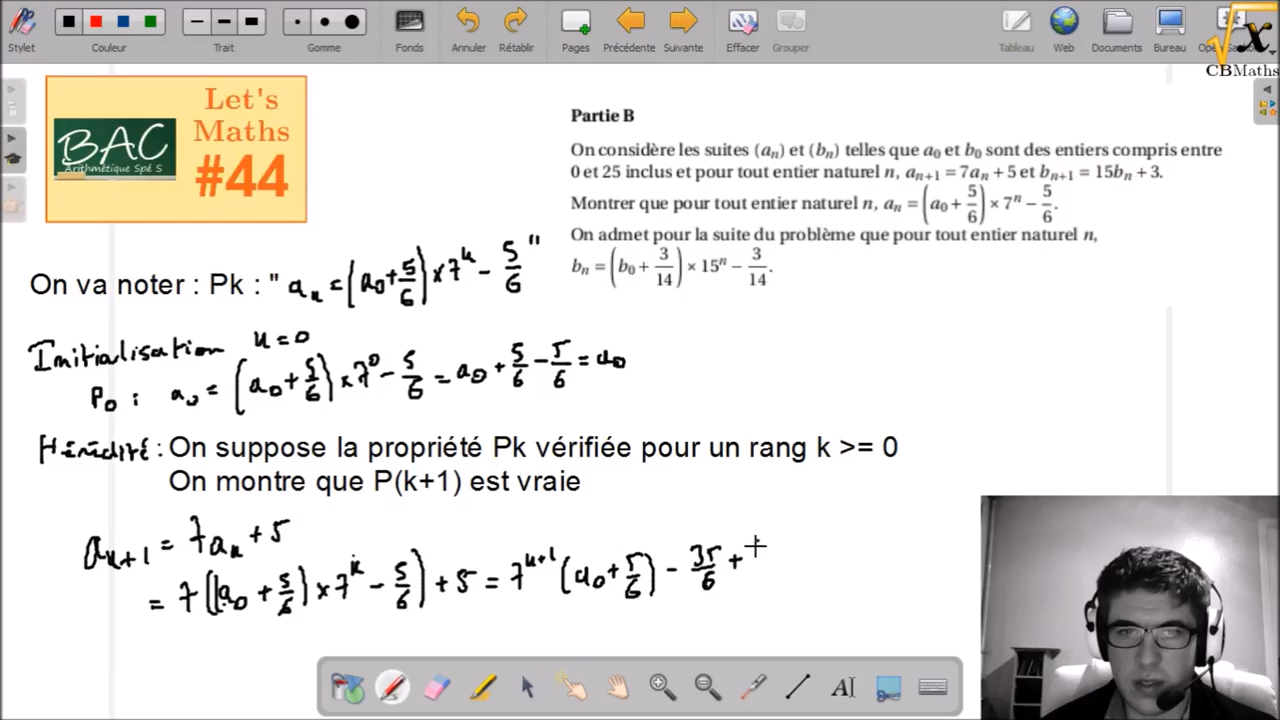 Stylet Couleur Trait Gomme Fonds Annuler Rétablir Pages Précédente Suivante Effacer Grouper Tableau Web Documents Bureau
CBMaths
Let's
Maths
#44
BAC
Arithmétique Spé S
Partie B
On considère les suites (aₙ) et (bₙ) telles que a₀ et b₀ sont des entiers compris entre
0 et 25 inclus et pour tout entier naturel n, aₙ₊₁ = 7aₙ + 5 et bₙ₊₁ = 15bₙ + 3.
Montrer que pour tout entier naturel n, aₙ = (a₀ + 5/6) × 7ⁿ − 5/6.
On admet pour la suite du problème que pour tout entier naturel n,
bₙ = (b₀ + 3/14) × 15ⁿ − 3/14.
On va noter : Pk : " aₖ = (a₀ + 5/6) × 7ᵏ − 5/6 "
Initialisation k = 0
P₀ : a₀ = (a₀ + 5/6) × 7⁰ − 5/6 = a₀ + 5/6 − 5/6 = a₀
Hérédité : On suppose la propriété Pk vérifiée pour un rang k >= 0
On montre que P(k+1) est vraie
aₖ₊₁ = 7aₖ + 5
= 7((a₀ + 5/6) × 7ᵏ − 5/6) + 5 = 7ᵏ⁺¹ (a₀ + 5/6) − 35/6 +